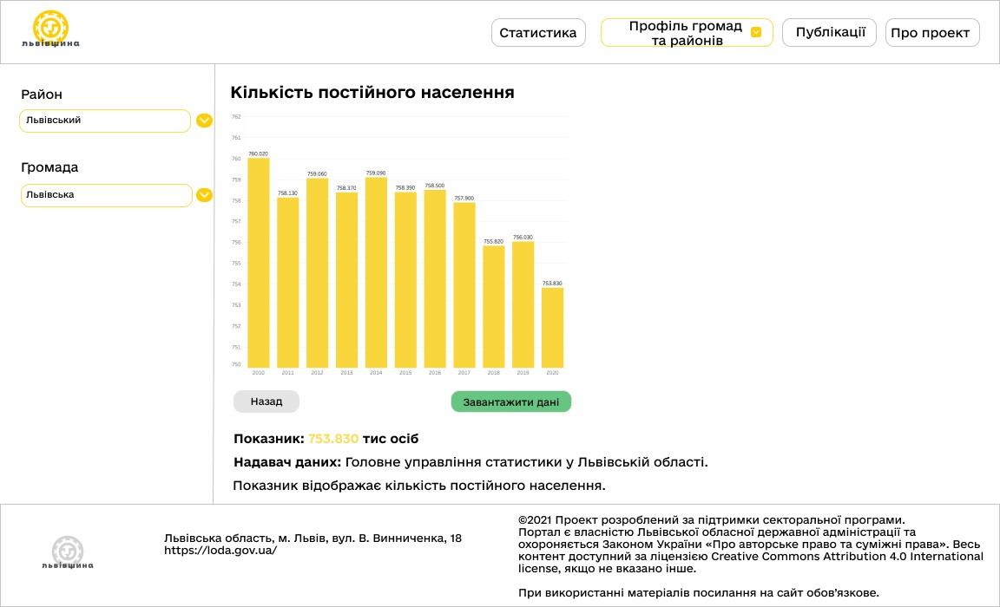 львівщина
Статистика
Профіль громад
та районів
Публікації
Про проект
Район
Львівський
Громада
Львівська
Кількість постійного населення
762
761
760
759
758
757
756
755
754
753
752
751
750
760.020
758.130
759.060
758.370
759.090
758.390
758.500
757.900
755.820
756.030
753.830
2010 2011 2012 2013 2014 2015 2016 2017 2018 2019 2020
Назад
Завантажити дані
Показник: 753.830 тис осіб
Надавач даних: Головне управління статистики у Львівській області.
Показник відображає кількість постійного населення.
львівщина
Львівська область, м. Львів, вул. В. Винниченка, 18
https://loda.gov.ua/
©2021 Проект розроблений за підтримки секторальної програми.
Портал є власністю Львівської обласної державної адміністрації та
охороняється Законом України «Про авторське право та суміжні права». Весь
контент доступний за ліцензією Creative Commons Attribution 4.0 International
license, якщо не вказано інше.
При використанні матеріалів посилання на сайт обов’язкове.